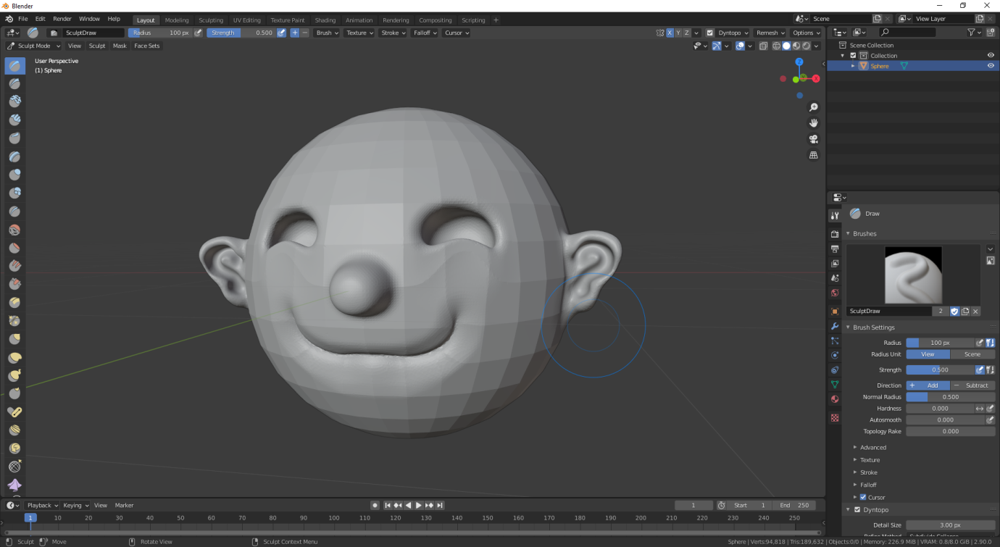 Blender
File Edit Render Window Help Layout Modeling Sculpting UV Editing Texture Paint Shading Animation Rendering Compositing Scripting + Scene View Layer
SculptDraw Radius 100 px Strength 0.500 + − Brush Texture Stroke Falloff Cursor X Y Z Dyntopo Remesh Options
Sculpt Mode View Sculpt Mask Face Sets
User Perspective
(1) Sphere
Z
X
Y
Scene Collection
Collection
Sphere
Draw
Brushes
SculptDraw 2
Brush Settings
Radius 100 px
Radius Unit View Scene
Strength 0.500
Direction + Add − Subtract
Normal Radius 0.500
Hardness 0.000
Autosmooth 0.000
Topology Rake 0.000
Advanced
Texture
Stroke
Falloff
Cursor
Dyntopo
Detail Size 3.00 px
Playback Keying View Marker 1 Start 1 End 250
1 10 20 30 40 50 60 70 80 90 100 110 120 130 140 150 160 170 180 190 200 210 220 230 240 250
Sculpt Move Rotate View Sculpt Context Menu Sphere | Verts:94,818 | Tris:189,632 | Objects:0/0 | Memory: 226.9 MiB | VRAM: 0.8/8.0 GiB | 2.90.0